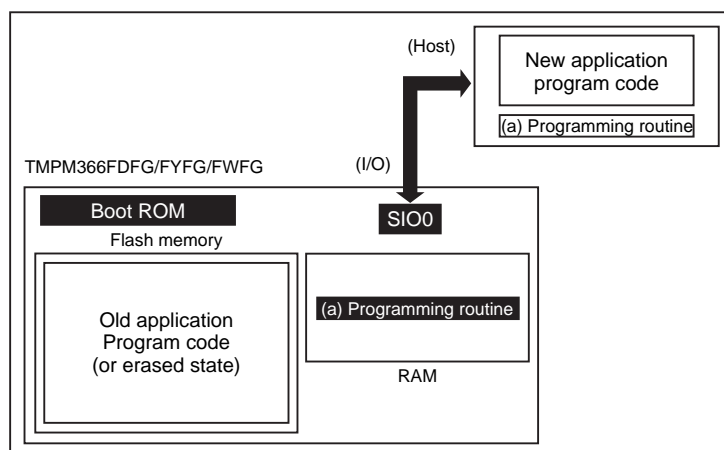 (Host)
New application
program code
(a) Programming routine
(I/O)
TMPM366FDFG/FYFG/FWFG
Boot ROM
SIO0
Flash memory
Old application
Program code
(or erased state)
(a) Programming routine
RAM